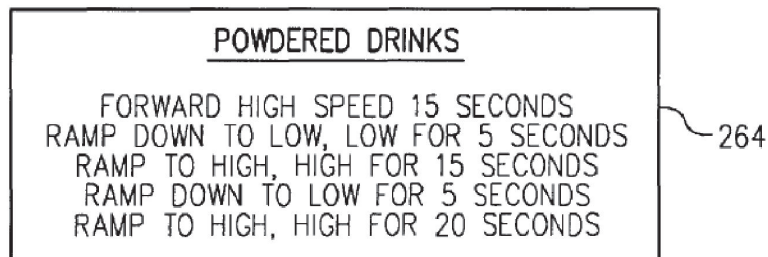 POWDERED DRINKS
FORWARD HIGH SPEED 15 SECONDS
RAMP DOWN TO LOW, LOW FOR 5 SECONDS
RAMP TO HIGH, HIGH FOR 15 SECONDS
RAMP DOWN TO LOW FOR 5 SECONDS
RAMP TO HIGH, HIGH FOR 20 SECONDS
264